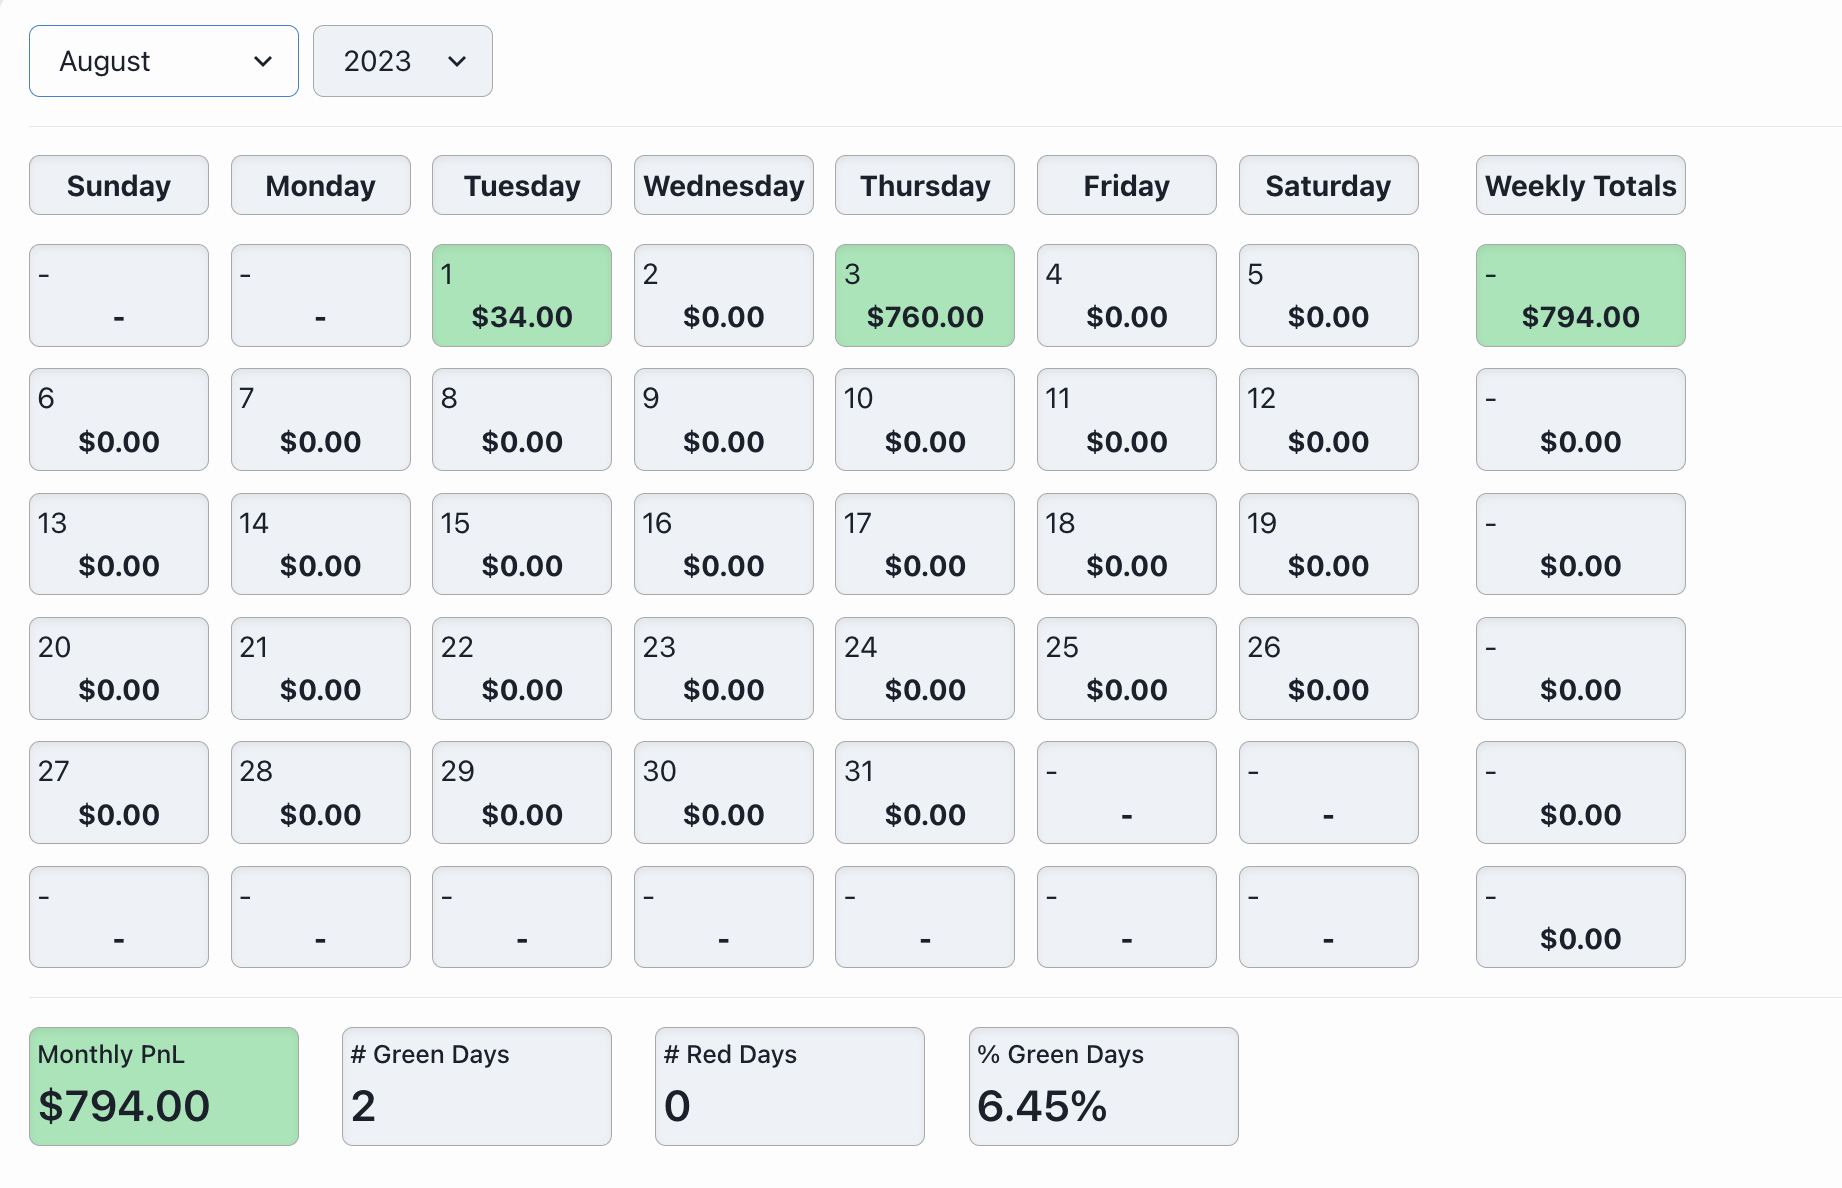 August 2023
Sunday Monday Tuesday Wednesday Thursday Friday Saturday Weekly Totals
- - 1 2 3 4 5 -
- - $34.00 $0.00 $760.00 $0.00 $0.00 $794.00
6 7 8 9 10 11 12 -
$0.00 $0.00 $0.00 $0.00 $0.00 $0.00 $0.00 $0.00
13 14 15 16 17 18 19 -
$0.00 $0.00 $0.00 $0.00 $0.00 $0.00 $0.00 $0.00
20 21 22 23 24 25 26 -
$0.00 $0.00 $0.00 $0.00 $0.00 $0.00 $0.00 $0.00
27 28 29 30 31 - - -
$0.00 $0.00 $0.00 $0.00 $0.00 - - $0.00
- - - - - - - -
- - - - - - - $0.00
Monthly PnL # Green Days # Red Days % Green Days
$794.00 2 0 6.45%